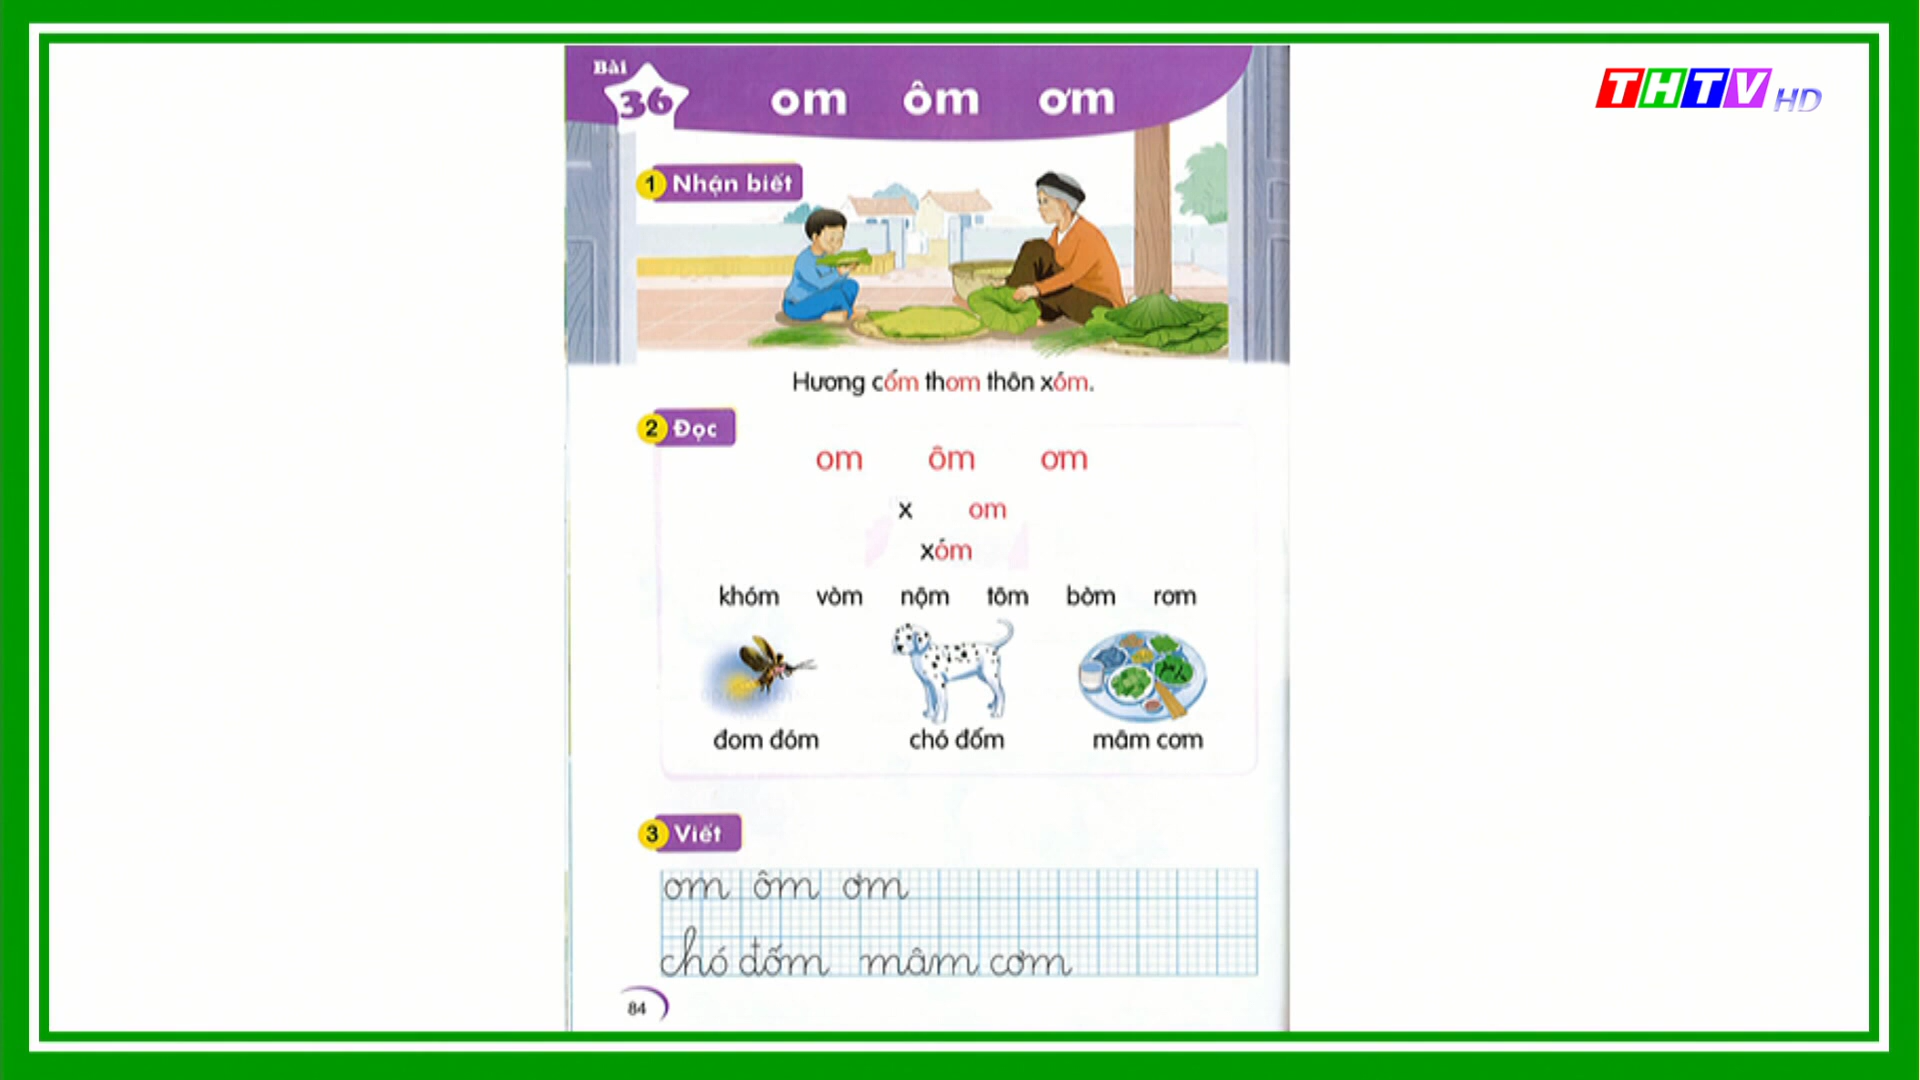 THTV HD
Bài
36
om ôm ơm
1 Nhận biết
Hương cốm thơm thôn xóm.
2 Đọc
om ôm ơm
x om
xóm
khóm vòm nộm tôm bờm rơm
đom đóm chó đốm mâm cơm
3 Viết
om ôm ơm
chó đốm mâm cơm
84